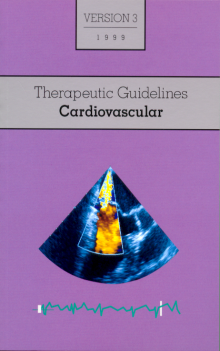 VERSION 3
1999
Therapeutic Guidelines
Cardiovascular